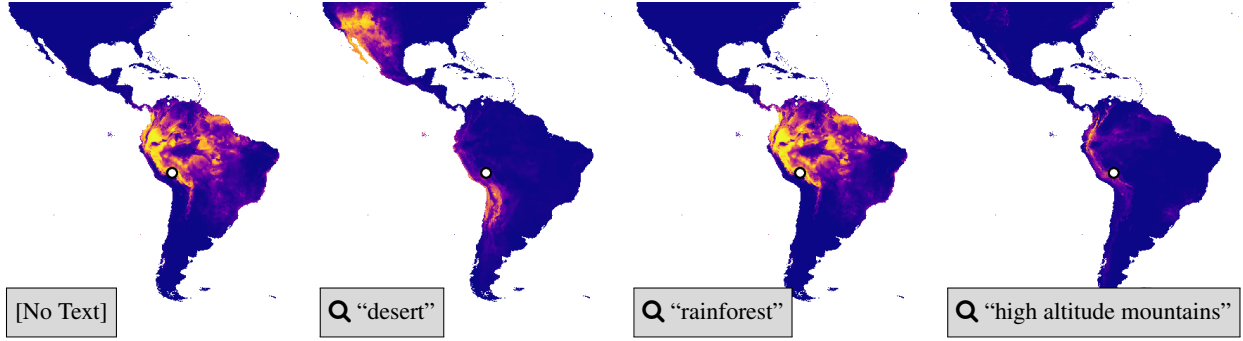 [No Text]
“desert”
“rainforest”
“high altitude mountains”